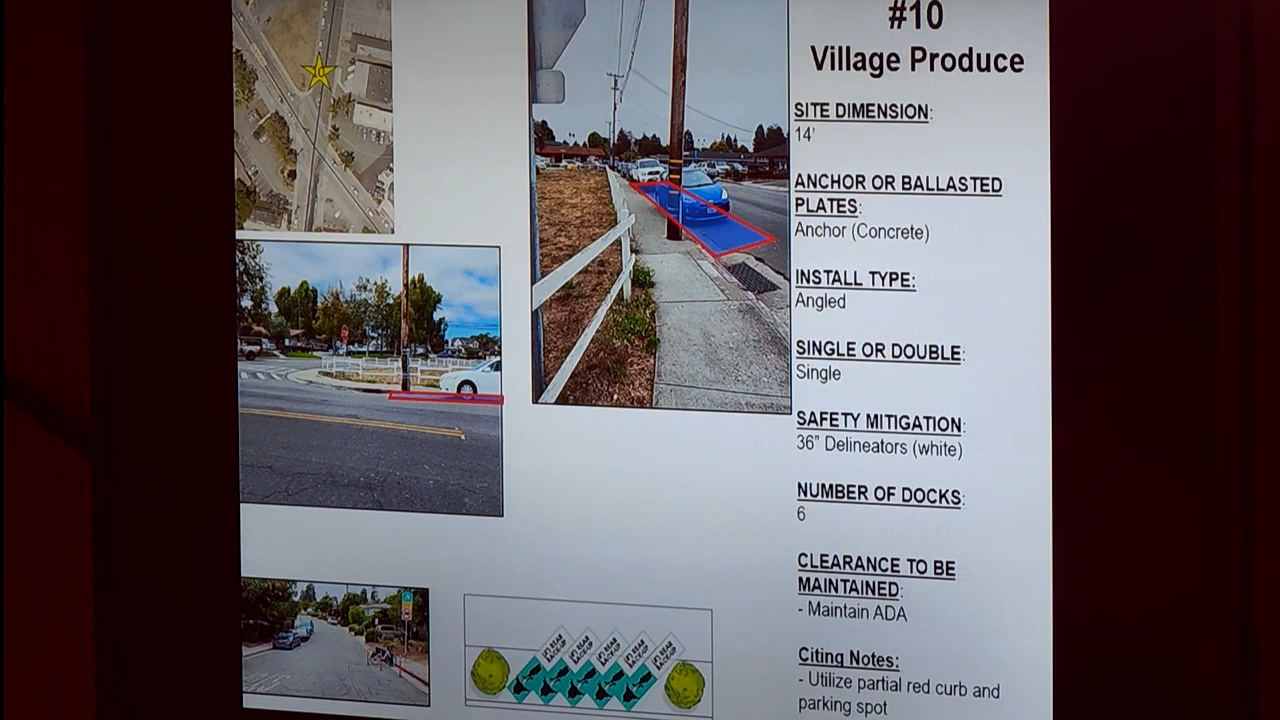 #10
Village Produce
SITE DIMENSION:
14'
ANCHOR OR BALLASTED
PLATES:
Anchor (Concrete)
INSTALL TYPE:
Angled
SINGLE OR DOUBLE:
Single
SAFETY MITIGATION:
36” Delineators (white)
NUMBER OF DOCKS:
6
CLEARANCE TO BE
MAINTAINED:
- Maintain ADA
Citing Notes:
- Utilize partial red curb and
parking spot